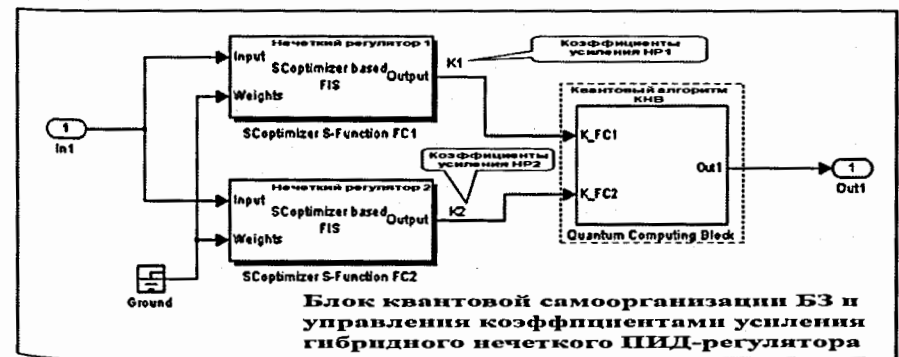 Нечеткий регулятор 1
Input
SCoptimizer based
FIS
Output
Weights
SCoptimizer S-Function FC1
K1
Коэффициенты
усиления НР1
1
In1
Квантовый алгоритм
КНВ
K_FC1
K_FC2
Out1
Quantum Computing Block
1
Out1
Коэффициенты
усиления НР2
K2
Нечеткий регулятор 2
Input
SCoptimizer based
FIS
Output
Weights
SCoptimizer S-Function FC2
Ground
Блок квантовой самоорганизации БЗ и
управления коэффициентами усиления
гибридного нечеткого ПИД-регулятора